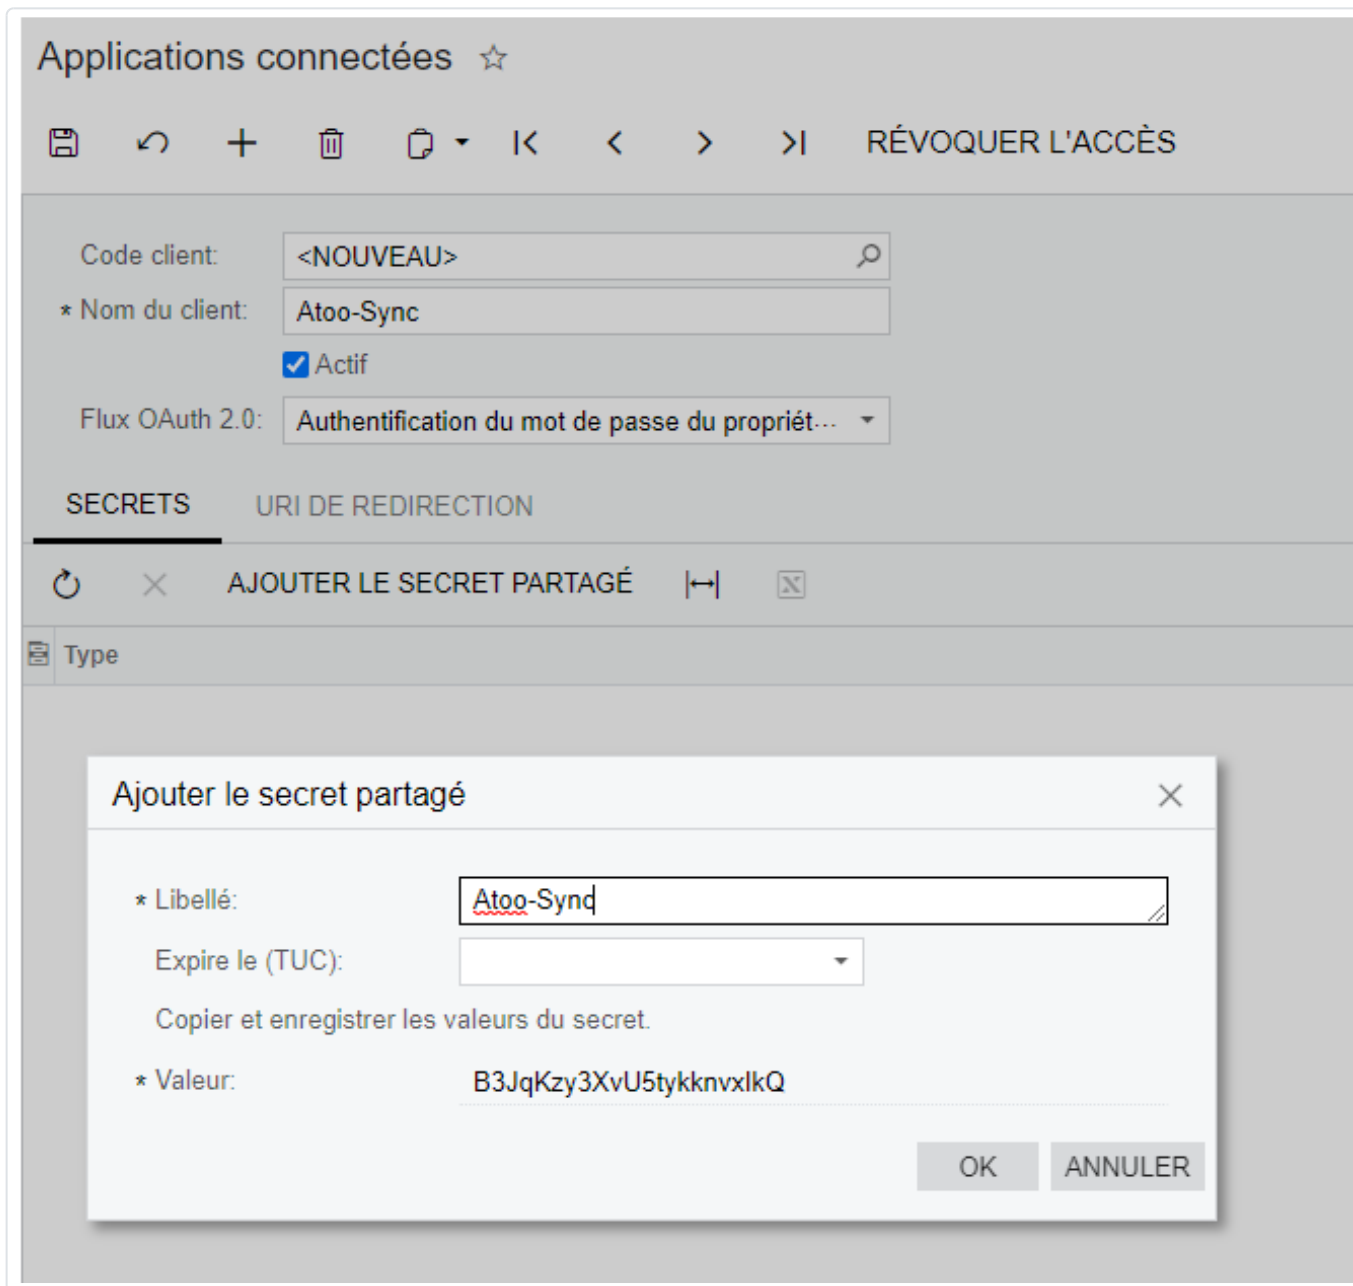 Applications connectées
RÉVOQUER L'ACCÈS
Code client: <NOUVEAU>
* Nom du client: Atoo-Sync
Actif
Flux OAuth 2.0: Authentification du mot de passe du propriét...
SECRETS URI DE REDIRECTION
AJOUTER LE SECRET PARTAGÉ
Type
Ajouter le secret partagé
* Libellé: Atoo-Sync
Expire le (TUC):
Copier et enregistrer les valeurs du secret.
* Valeur: B3JqKzy3XvU5tykknvxlkQ
OK ANNULER